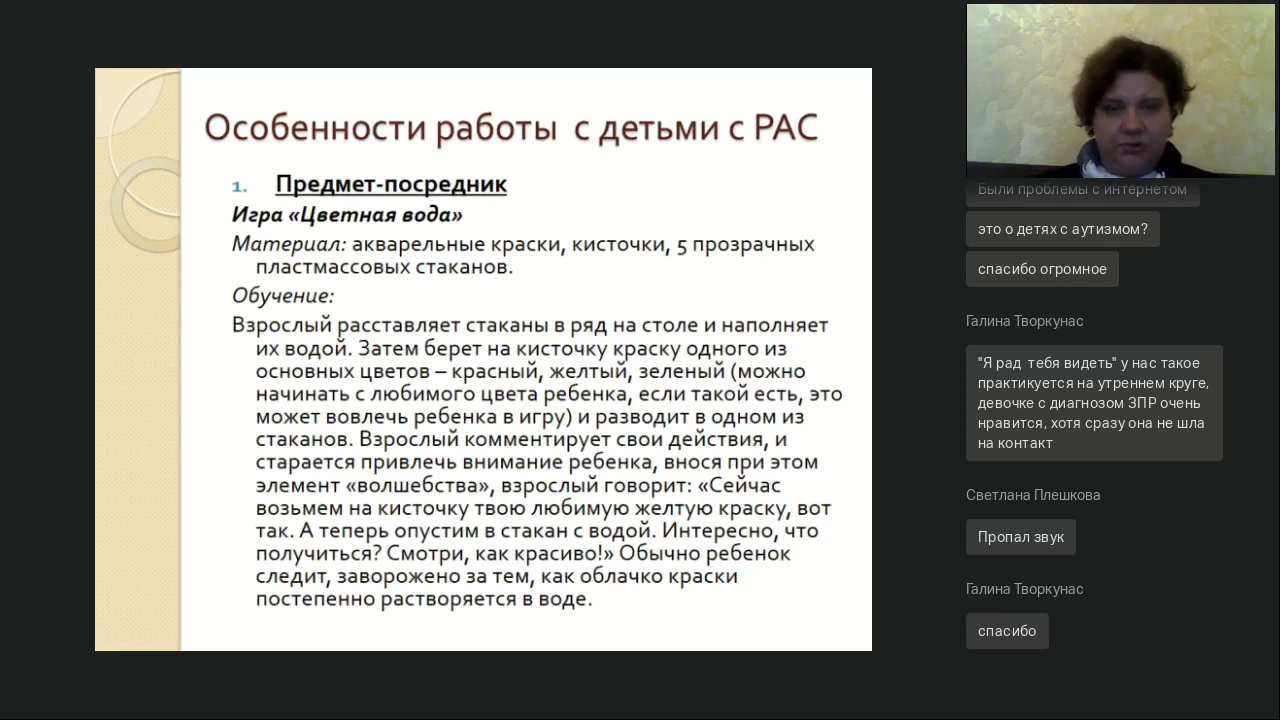 Особенности работы с детьми с РАС
1. Предмет-посредник
Игра «Цветная вода»
Материал: акварельные краски, кисточки, 5 прозрачных
пластмассовых стаканов.
Обучение:
Взрослый расставляет стаканы в ряд на столе и наполняет
их водой. Затем берет на кисточку краску одного из
основных цветов – красный, желтый, зеленый (можно
начинать с любимого цвета ребенка, если такой есть, это
может вовлечь ребенка в игру) и разводит в одном из
стаканов. Взрослый комментирует свои действия, и
старается привлечь внимание ребенка, внося при этом
элемент «волшебства», взрослый говорит: «Сейчас
возьмем на кисточку твою любимую желтую краску, вот
так. А теперь опустим в стакан с водой. Интересно, что
получиться? Смотри, как красиво!» Обычно ребенок
следит, заворожено за тем, как облачко краски
постепенно растворяется в воде.
Были проблемы с интернетом
это о детях с аутизмом?
спасибо огромное
Галина Творкунас
"Я рад тебя видеть" у нас такое
практикуется на утреннем круге,
девочке с диагнозом ЗПР очень
нравится, хотя сразу она не шла
на контакт
Светлана Плешкова
Пропал звук
Галина Творкунас
спасибо